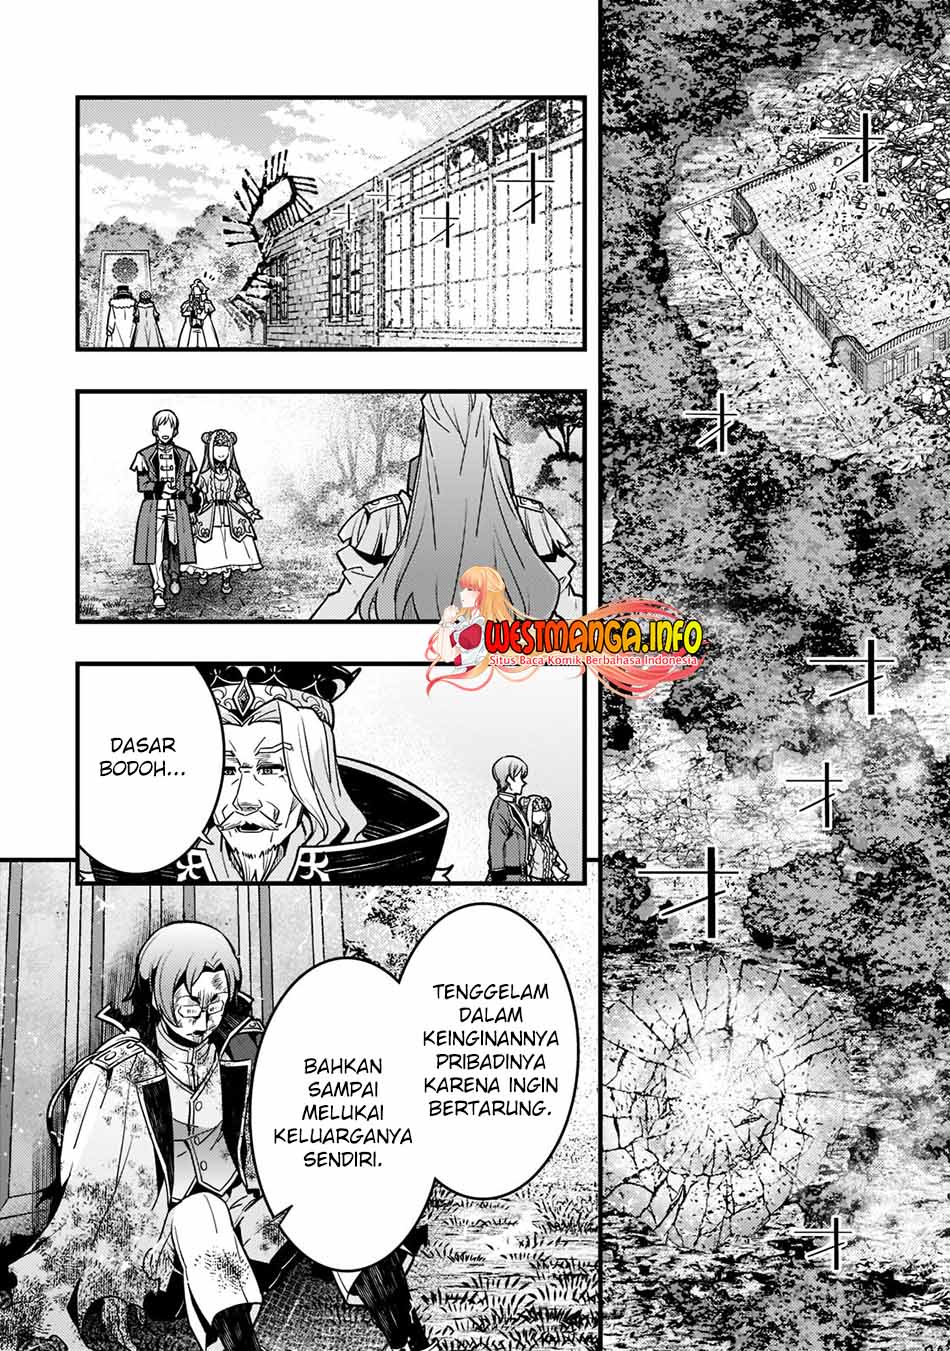 WESTMANGA.INFO
Situs Baca Komik Berbahasa Indonesia
DASAR
BODOH...
TENGGELAM
DALAM
KEINGINANNYA
PRIBADINYA
KARENA INGIN
BERTARUNG.
BAHKAN
SAMPAI
MELUKAI
KELUARGANYA
SENDIRI.